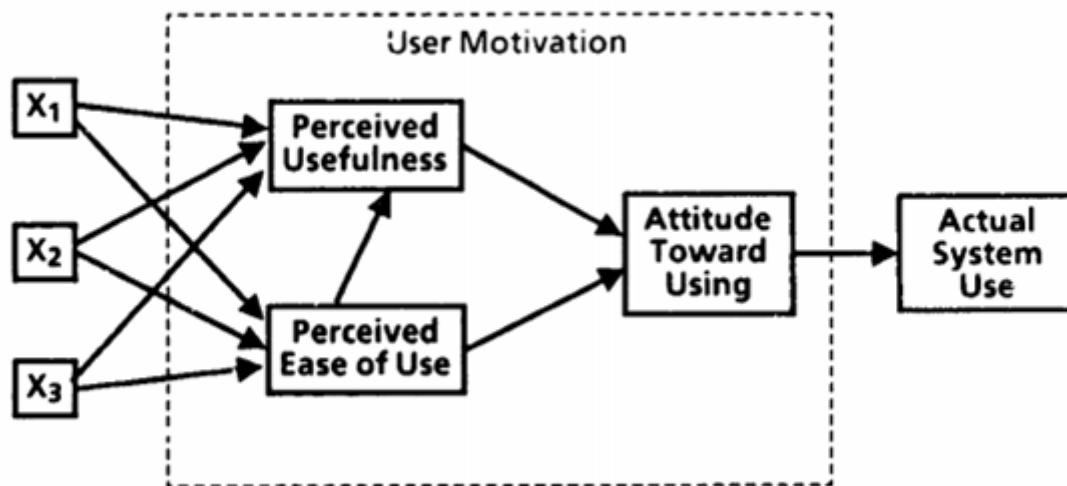 User Motivation
X1
Perceived
Usefulness
X2
Attitude
Toward
Using
Actual
System
Use
Perceived
Ease of Use
X3